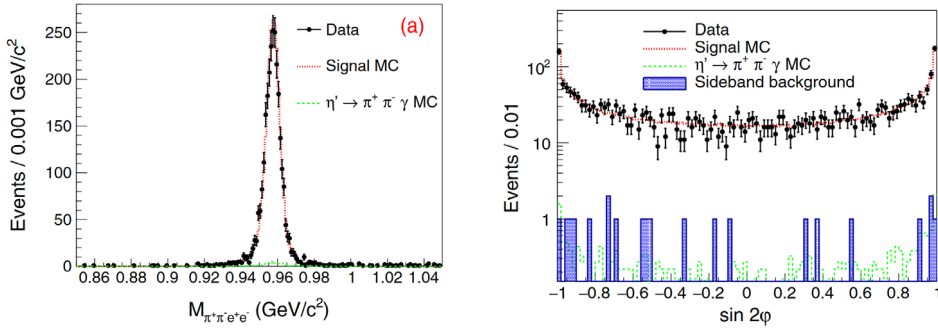 Events / 0.001 GeV/c²
250
200
150
100
50
0
0.86 0.88 0.9 0.92 0.94 0.96 0.98 1 1.02 1.04
M π⁺π⁻e⁺e⁻ (GeV/c²)
Data
Signal MC
η' → π⁺ π⁻ γ MC
(a)
Events / 0.01
10²
10
1
−1 −0.8 −0.6 −0.4 −0.2 0 0.2 0.4 0.6 0.8 1
sin 2φ
Data
Signal MC
η' → π⁺ π⁻ γ MC
Sideband background